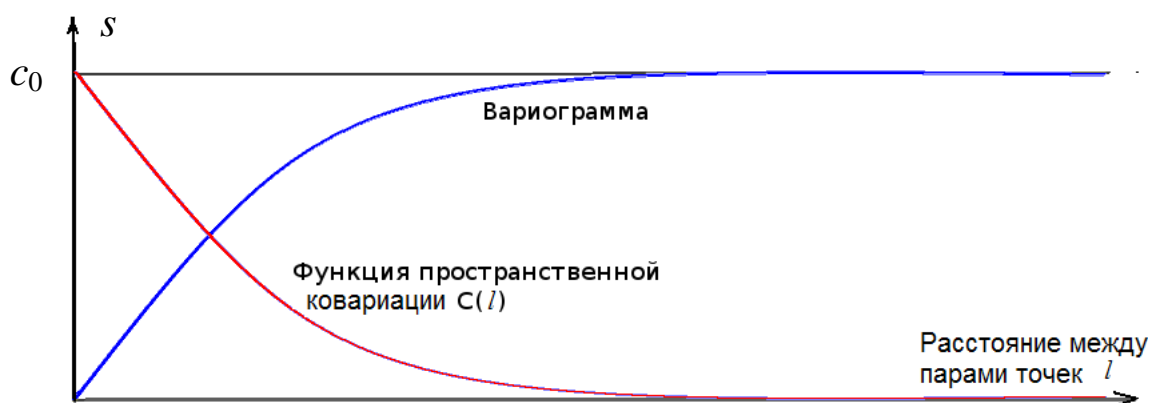 s
c0
Вариограмма
Функция пространственной
ковариации C(l)
Расстояние между
парами точек l